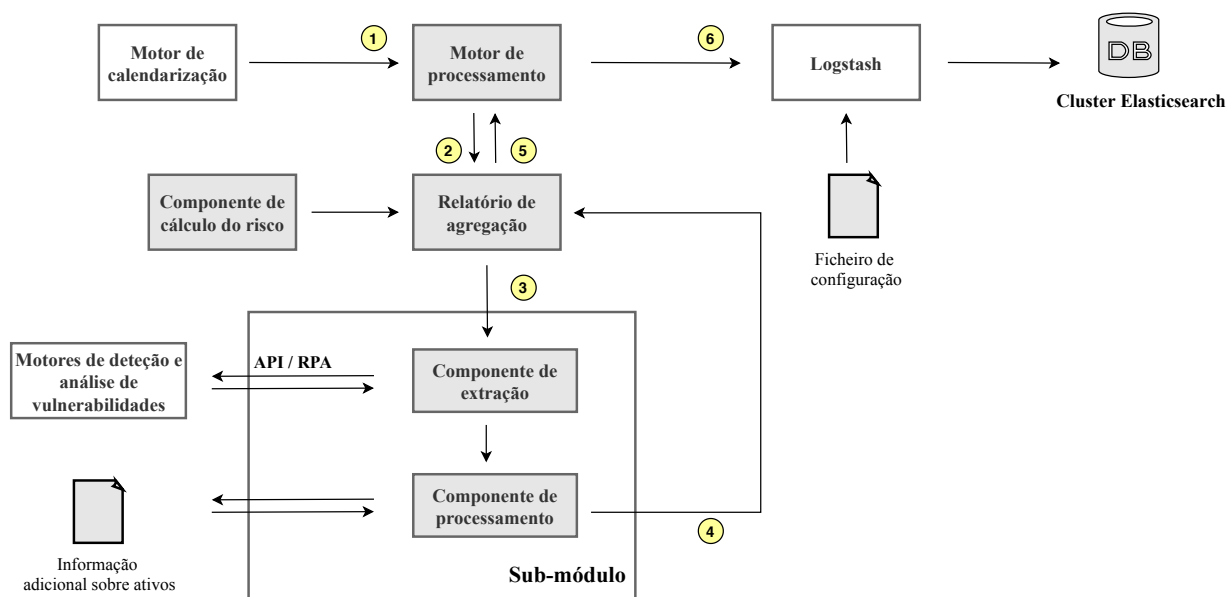 1
6
Motor de
calendarização
Motor de
processamento
Logstash
DB
Cluster Elasticsearch
2
5
Componente de
cálculo do risco
Relatório de
agregação
Ficheiro de
configuração
3
Motores de deteção e
análise de
vulnerabilidades
API / RPA
Componente de
extração
Componente de
processamento
4
Informação
adicional sobre ativos
Sub-módulo